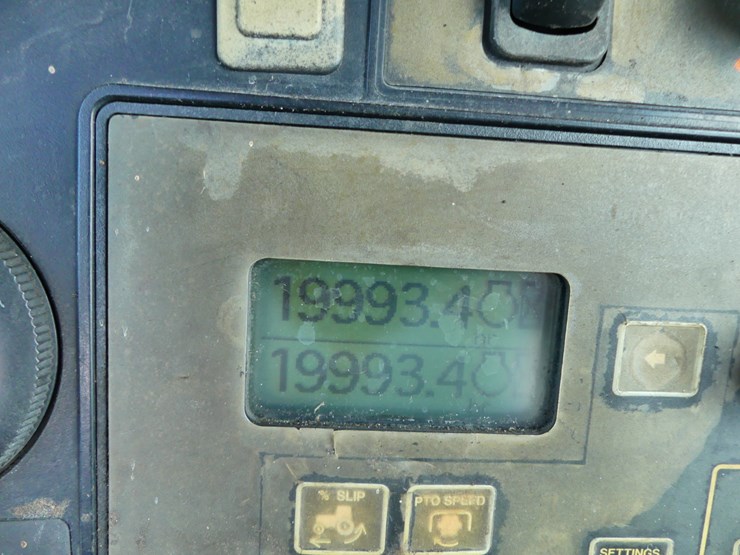 19993.4
hr
19993.4
% SLIP
PTO SPEED
SETTINGS